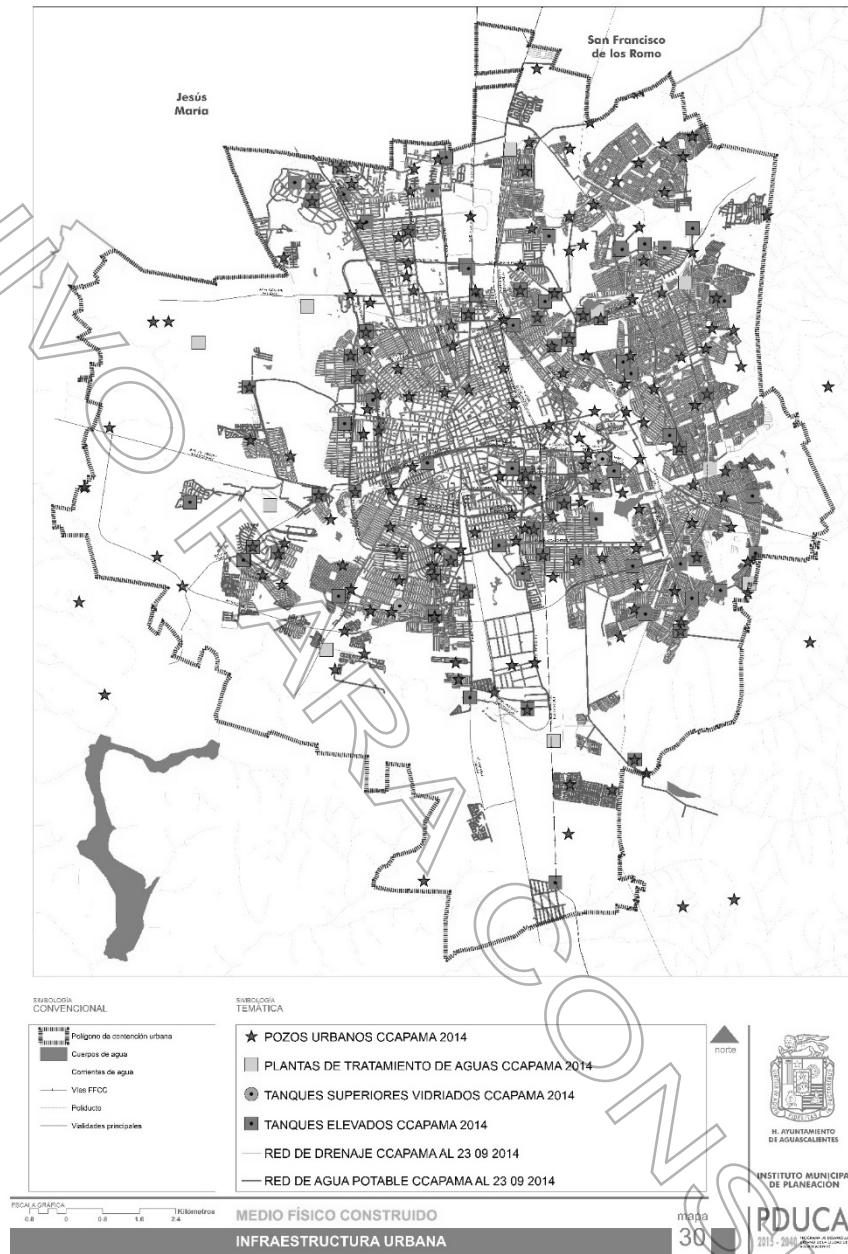 San Francisco
de los Romo
Jesús
María
SIMBOLOGÍA
CONVENCIONAL
Polígono de contención urbana
Cuerpos de agua
Corrientes de agua
Vías FFCC
Poliducto
Vialidades principales
SIMBOLOGÍA
TEMÁTICA
POZOS URBANOS CCAPAMA 2014
PLANTAS DE TRATAMIENTO DE AGUAS CCAPAMA 2014
TANQUES SUPERIORES VIDRIADOS CCAPAMA 2014
TANQUES ELEVADOS CCAPAMA 2014
RED DE DRENAJE CCAPAMA AL 23 09 2014
RED DE AGUA POTABLE CCAPAMA AL 23 09 2014
norte
H. AYUNTAMIENTO
DE AGUASCALIENTES
INSTITUTO MUNICIPA
DE PLANEACIÓN
ESCALA GRÁFICA
0.8 0 0.8 1.6 2.4 Kilómetros
MEDIO FÍSICO CONSTRUIDO
INFRAESTRUCTURA URBANA
mapa
30
PDUCA
2015 - 2040
PARA CONS